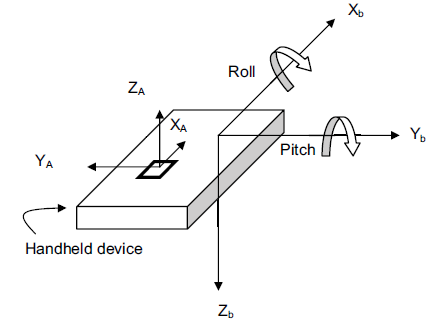 X_b
Roll
Z_A
X_A
Y_A
Y_b
Pitch
Handheld device
Z_b